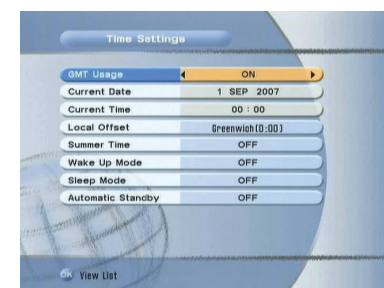 Time Settings
GMT Usage ON
Current Date 1 SEP 2007
Current Time 00 : 00
Local Offset Greenwich(0:00)
Summer Time OFF
Wake Up Mode OFF
Sleep Mode OFF
Automatic Standby OFF
OK View List